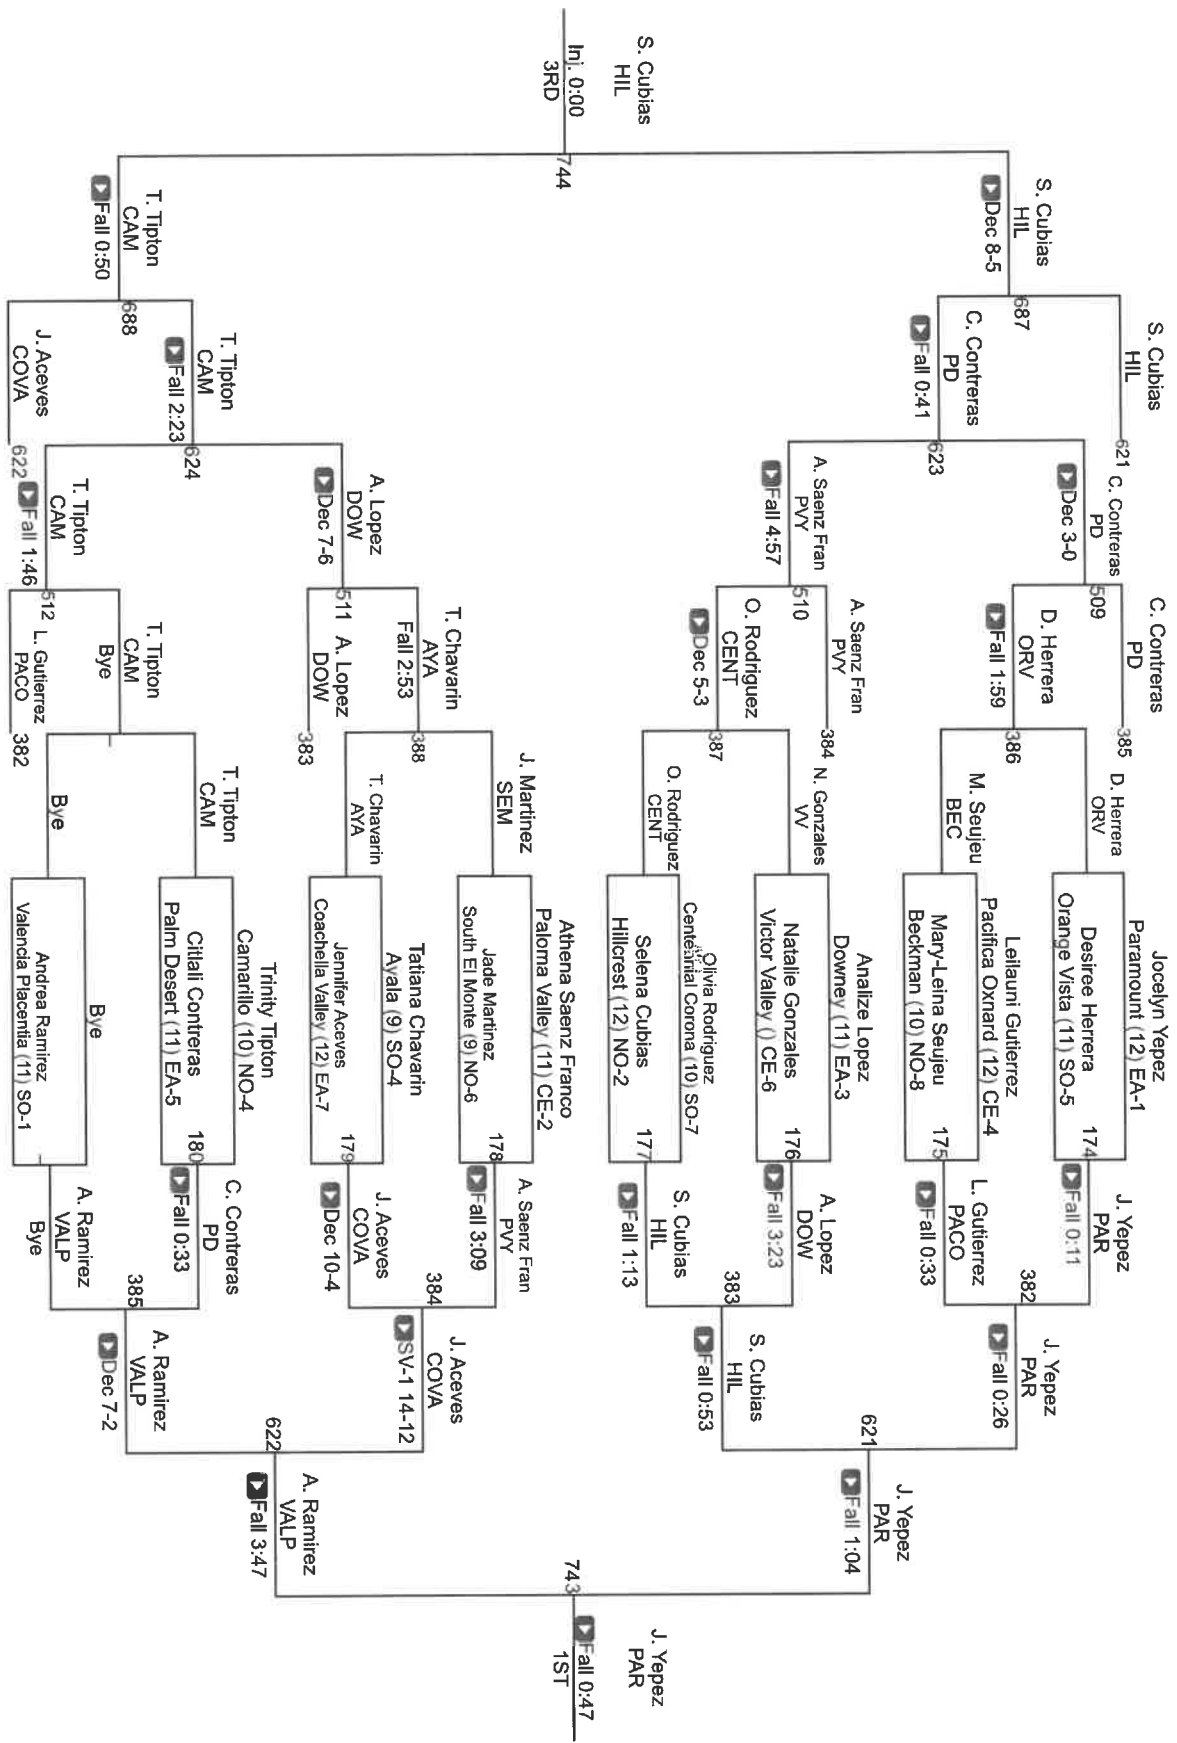 Jocelyn Yepez
Paramount (12) EA-1
Desiree Herrera
Orange Vista (11) SO-5
174
Leilauni Gutierrez
Pacifica Oxnard (12) CE-4
Mary-Leina Seujeu
Beckman (10) NO-8
175
Analize Lopez
Downey (11) EA-3
Natalie Gonzales
Victor Valley () CE-6
176
Olivia Rodriguez
Centennial Corona (10) SO-7
Selena Cubias
Hillcrest (12) NO-2
177
Athena Saenz Franco
Paloma Valley (11) CE-2
Jade Martinez
South El Monte (9) NO-6
178
Tatiana Chavarin
Ayala (9) SO-4
Jennifer Aceves
Coachella Valley (12) EA-7
179
Trinity Tipton
Camarillo (10) NO-4
Citlali Contreras
Palm Desert (11) EA-5
180
Bye
Andrea Ramirez
Valencia Placentia (11) SO-1
J. Yepez
PAR
Fall 0:11
L. Gutierrez
PACO
Fall 0:33
A. Lopez
DOW
Fall 3:23
S. Cubias
HIL
Fall 1:13
A. Saenz Fran
PVY
Fall 3:09
J. Aceves
COVA
Dec 10-4
C. Contreras
PD
Fall 0:33
A. Ramirez
VALP
Bye
382
J. Yepez
PAR
Fall 0:26
383
S. Cubias
HIL
Fall 0:53
384
J. Aceves
COVA
SV-1 14-12
385
A. Ramirez
VALP
Dec 7-2
621
J. Yepez
PAR
Fall 1:04
622
A. Ramirez
VALP
Fall 3:47
743
J. Yepez
PAR
Fall 0:47
1ST
D. Herrera
ORV
M. Seujeu
BEC
N. Gonzales
VV
O. Rodriguez
CENT
J. Martinez
SEM
T. Chavarin
AYA
T. Tipton
CAM
Bye
C. Contreras
PD
385
386
D. Herrera
ORV
Fall 1:59
A. Saenz Fran
PVY
384
387
O. Rodriguez
CENT
Dec 5-3
388
T. Chavarin
AYA
Fall 2:53
A. Lopez
DOW
383
T. Tipton
CAM
Bye
L. Gutierrez
PACO
382
509
C. Contreras
PD
Dec 3-0
510
A. Saenz Fran
PVY
Fall 4:57
511
A. Lopez
DOW
Dec 7-6
512
T. Tipton
CAM
Fall 1:46
S. Cubias
HIL
621
623
C. Contreras
PD
Fall 0:41
624
T. Tipton
CAM
Fall 2:23
J. Aceves
COVA
622
687
S. Cubias
HIL
Dec 8-5
688
T. Tipton
CAM
Fall 0:50
744
S. Cubias
HIL
Inj. 0:00
3RD